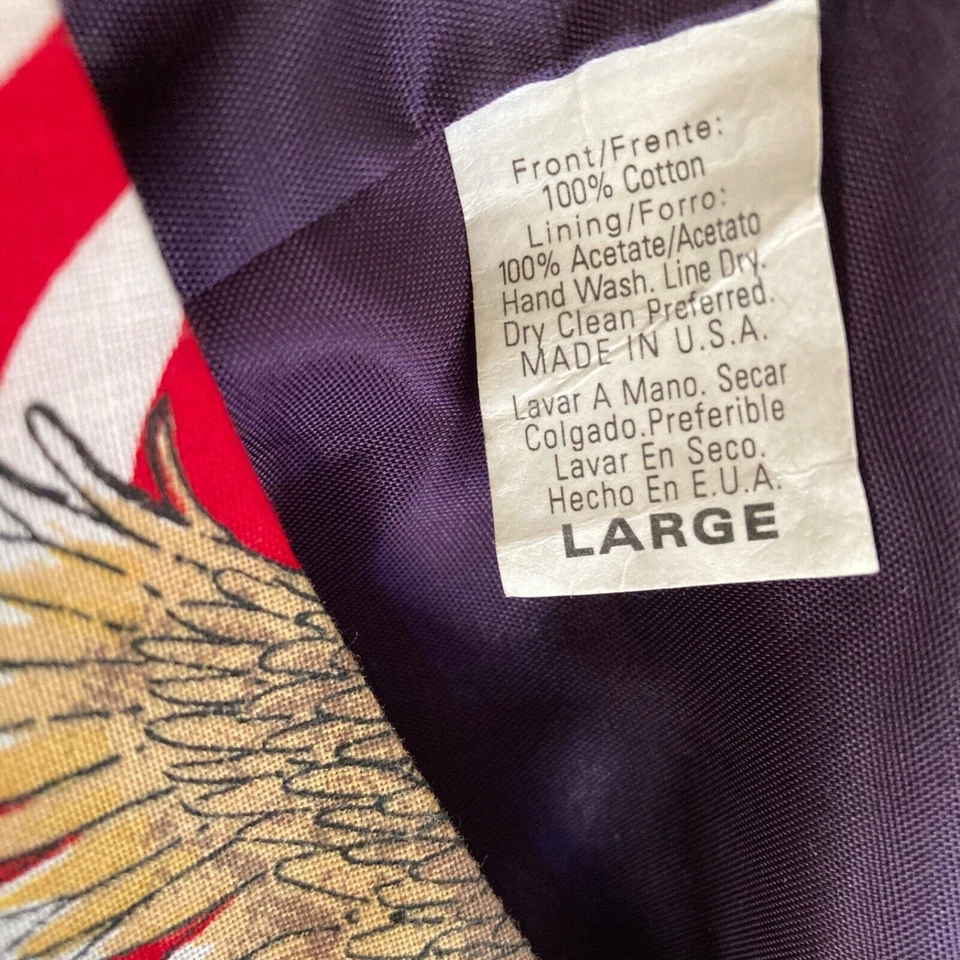 Front/Frente:
100% Cotton
Lining/Forro:
100% Acetate/Acetato
Hand Wash. Line Dry.
Dry Clean Preferred.
MADE IN U.S.A.
Lavar A Mano. Secar
Colgado.Preferible
Lavar En Seco.
Hecho En E.U.A.
LARGE